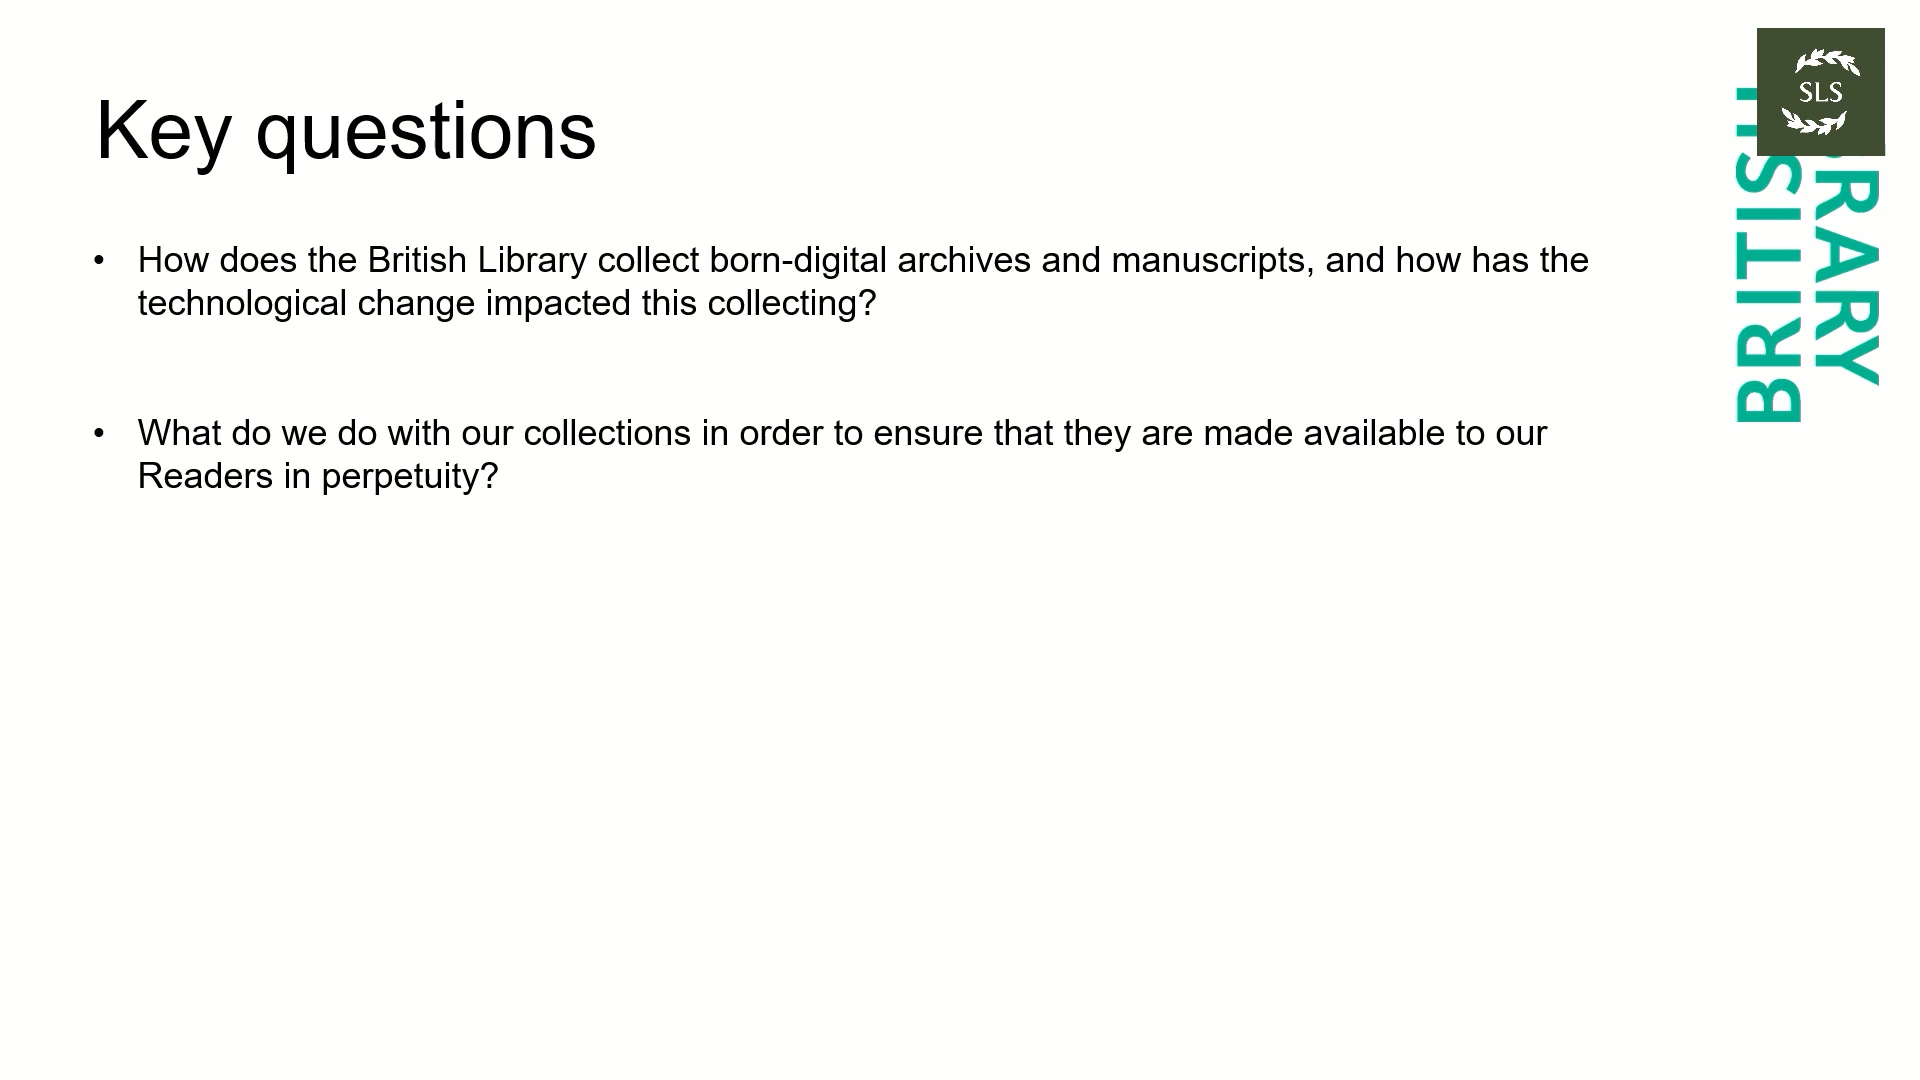 Key questions
• How does the British Library collect born-digital archives and manuscripts, and how has the
technological change impacted this collecting?
• What do we do with our collections in order to ensure that they are made available to our
Readers in perpetuity?
SLS
BRITISH